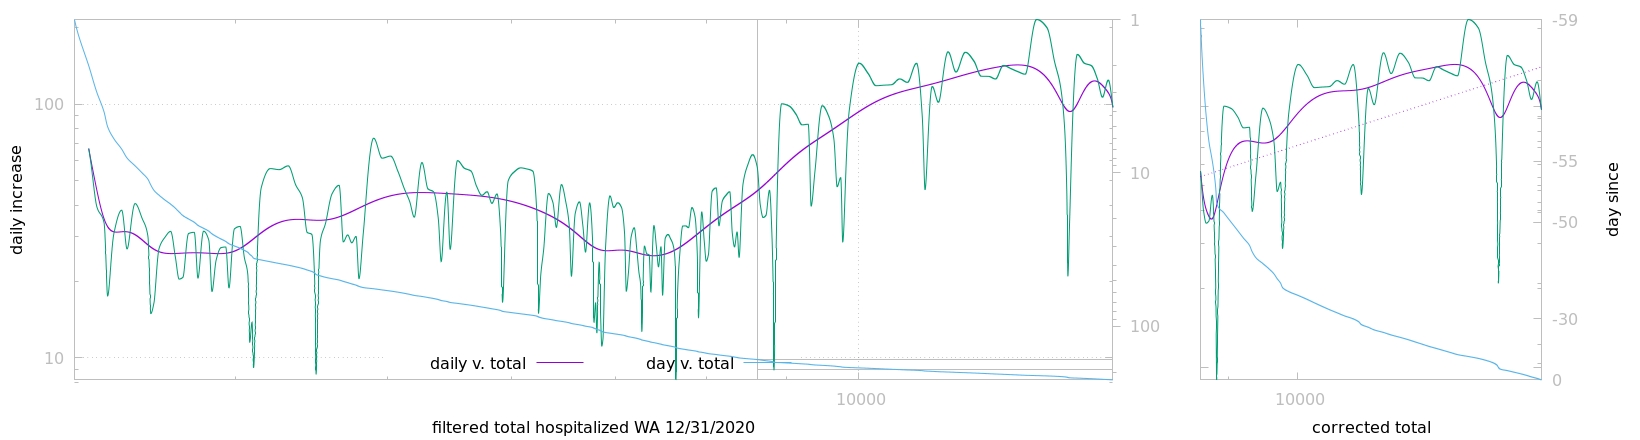 1
-59
100
daily increase
10
-55
-50
day since
100
-30
10
daily v. total
day v. total
0
10000
10000
filtered total hospitalized WA 12/31/2020
corrected total